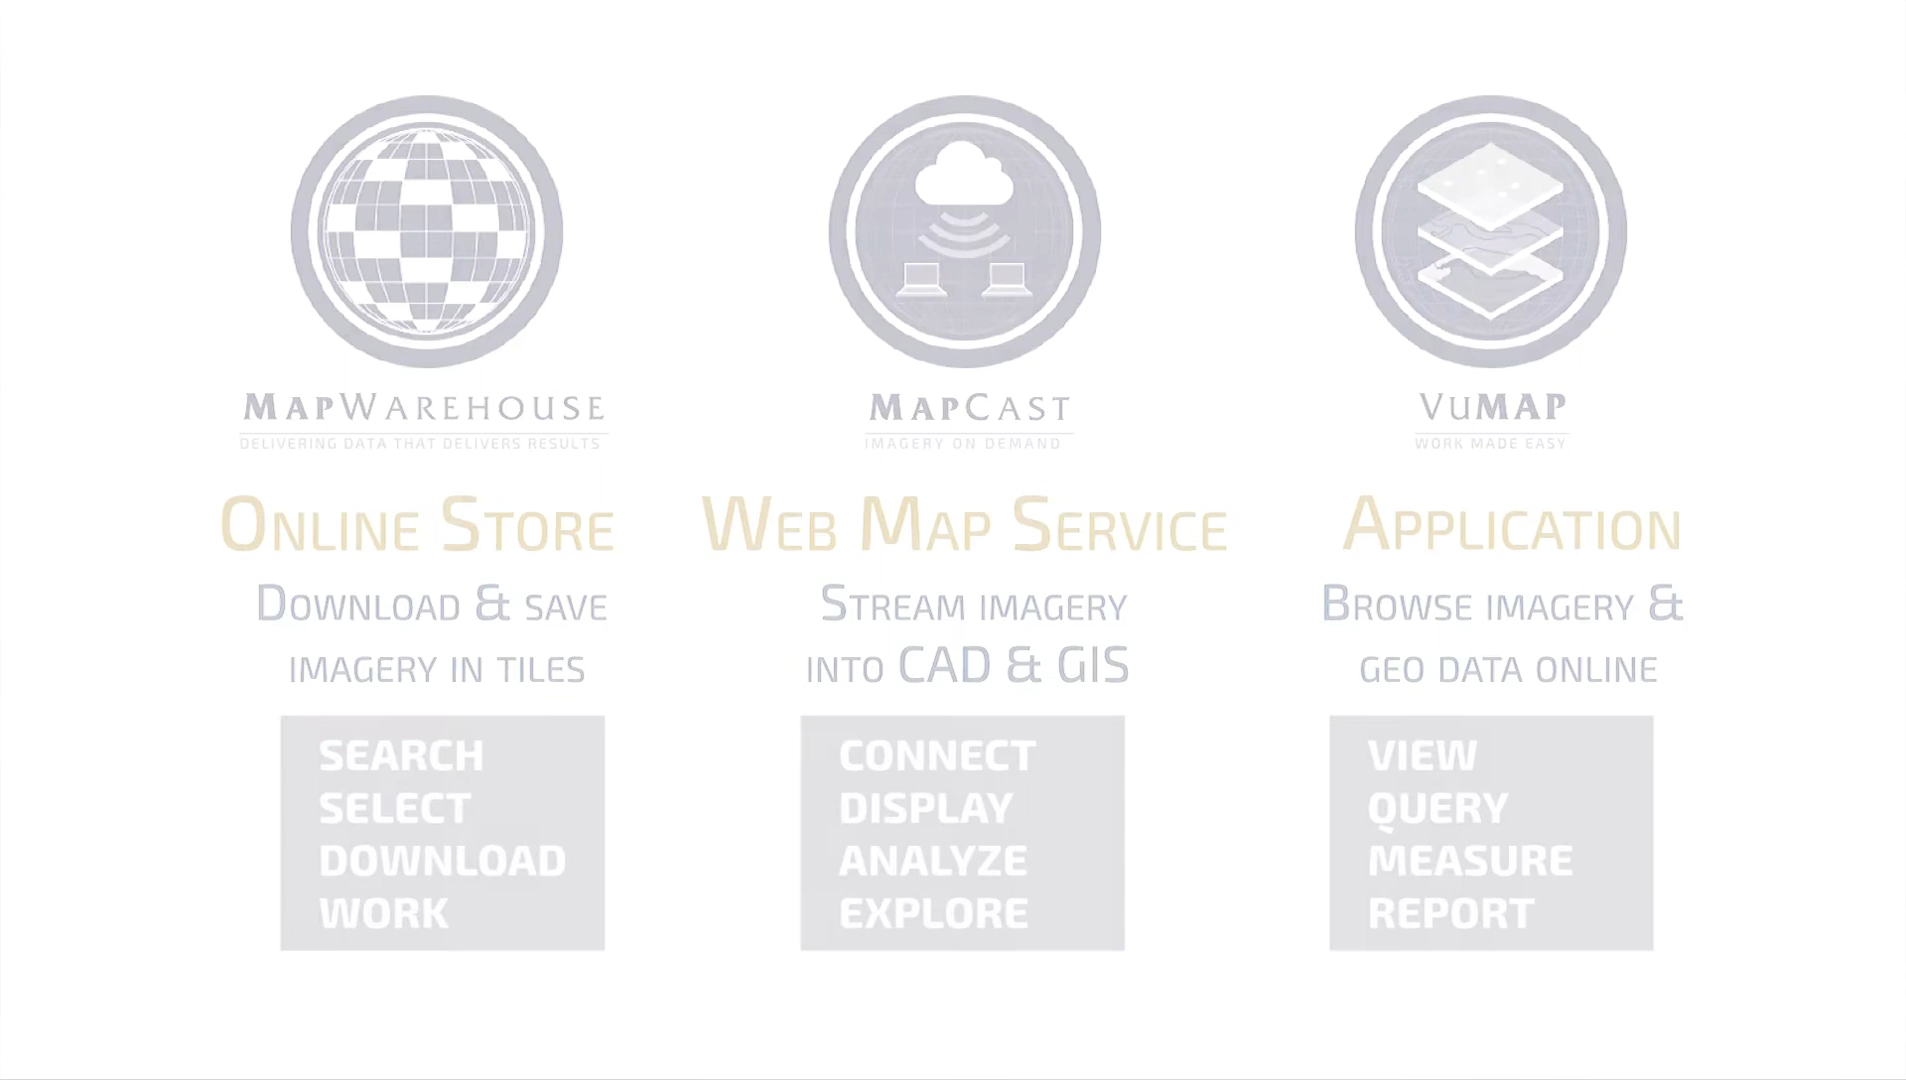 MapWarehouse
DELIVERING DATA THAT DELIVERS RESULTS
Online Store
Download & save
imagery in tiles
SEARCH
SELECT
DOWNLOAD
WORK
MapCast
IMAGERY ON DEMAND
Web Map Service
Stream imagery
into CAD & GIS
CONNECT
DISPLAY
ANALYZE
EXPLORE
VuMAP
WORK MADE EASY
Application
Browse imagery &
geo data online
VIEW
QUERY
MEASURE
REPORT